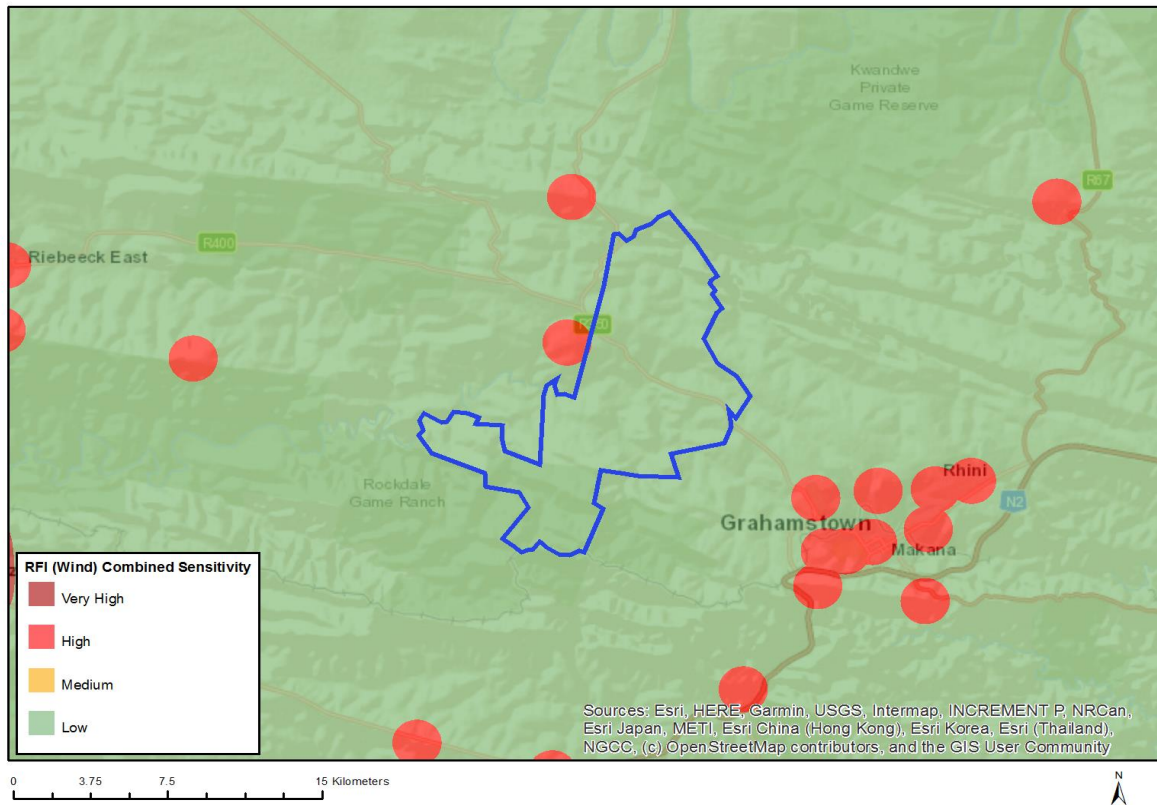 Kwandwe
Private
Game Reserve
R67
R400
Riebeeck East
Rockdale
Game Ranch
Rhini
N2
Grahamstown
Makana
RFI (Wind) Combined Sensitivity
Very High
High
Medium
Low
Sources: Esri, HERE, Garmin, USGS, Intermap, INCREMENT P, NRCan,
Esri Japan, METI, Esri China (Hong Kong), Esri Korea, Esri (Thailand),
NGCC, (c) OpenStreetMap contributors, and the GIS User Community
0 3.75 7.5 15 Kilometers
N